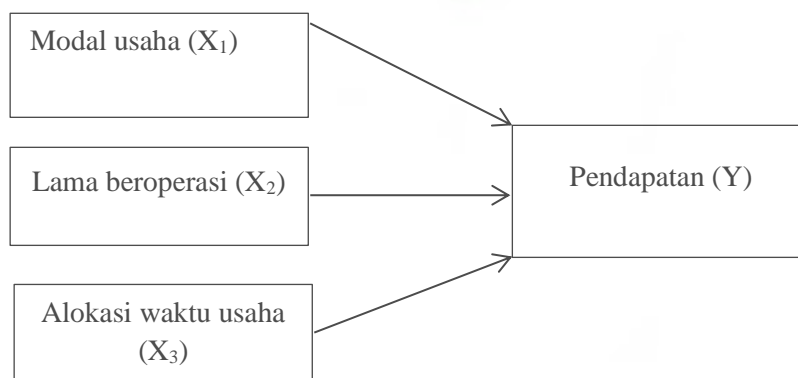 Modal usaha (X₁)
Lama beroperasi (X₂)
Pendapatan (Y)
Alokasi waktu usaha
(X₃)